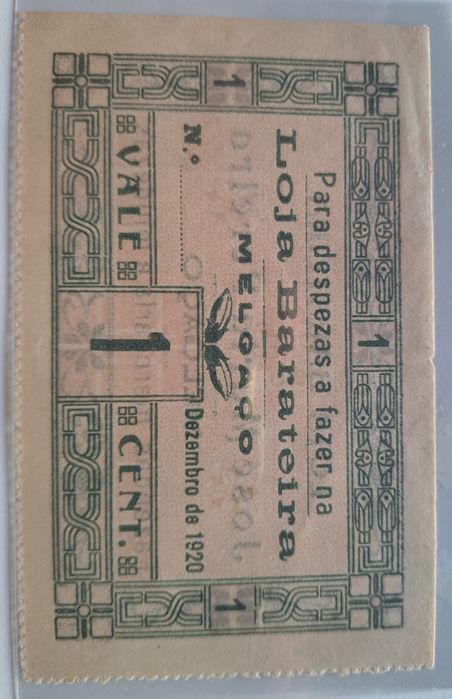 1
1
1
Para despezas a fazer na
Loja Barateira
MELGAÇO
N.º
Dezembro de 1920
VALE 1 CENT.